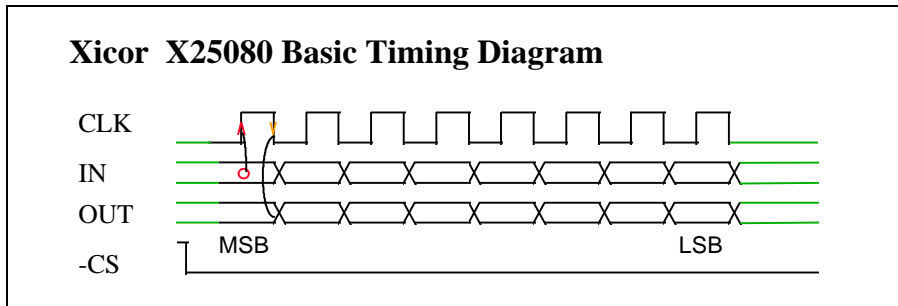 Xicor X25080 Basic Timing Diagram
CLK
IN
OUT
MSB LSB
-CS